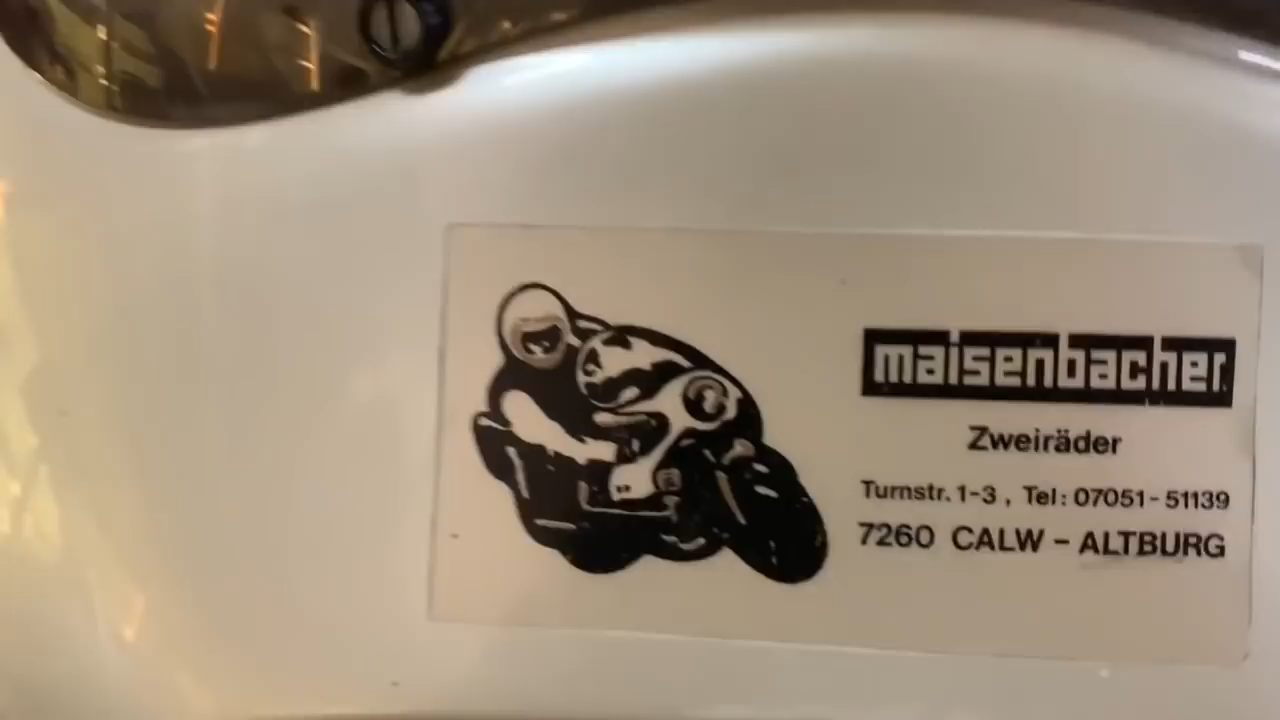 maisenbacher
Zweiräder
Turnstr. 1-3, Tel: 07051-51139
7260 CALW - ALTBURG